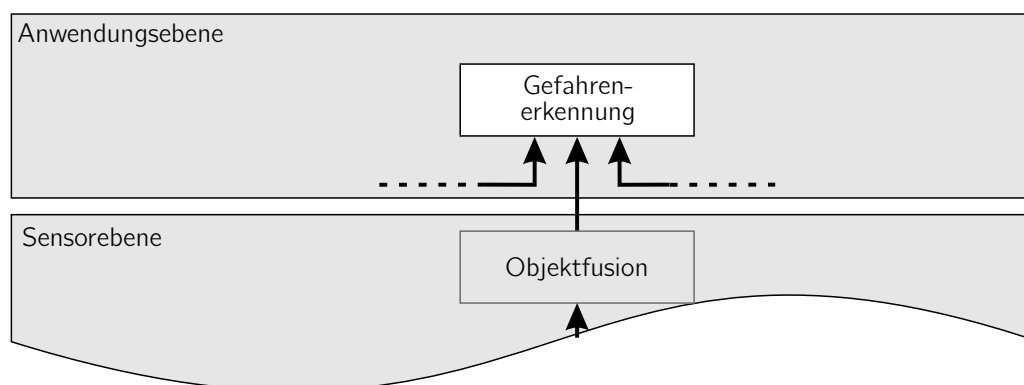 Anwendungsebene
Gefahren-
erkennung
Sensorebene
Objektfusion